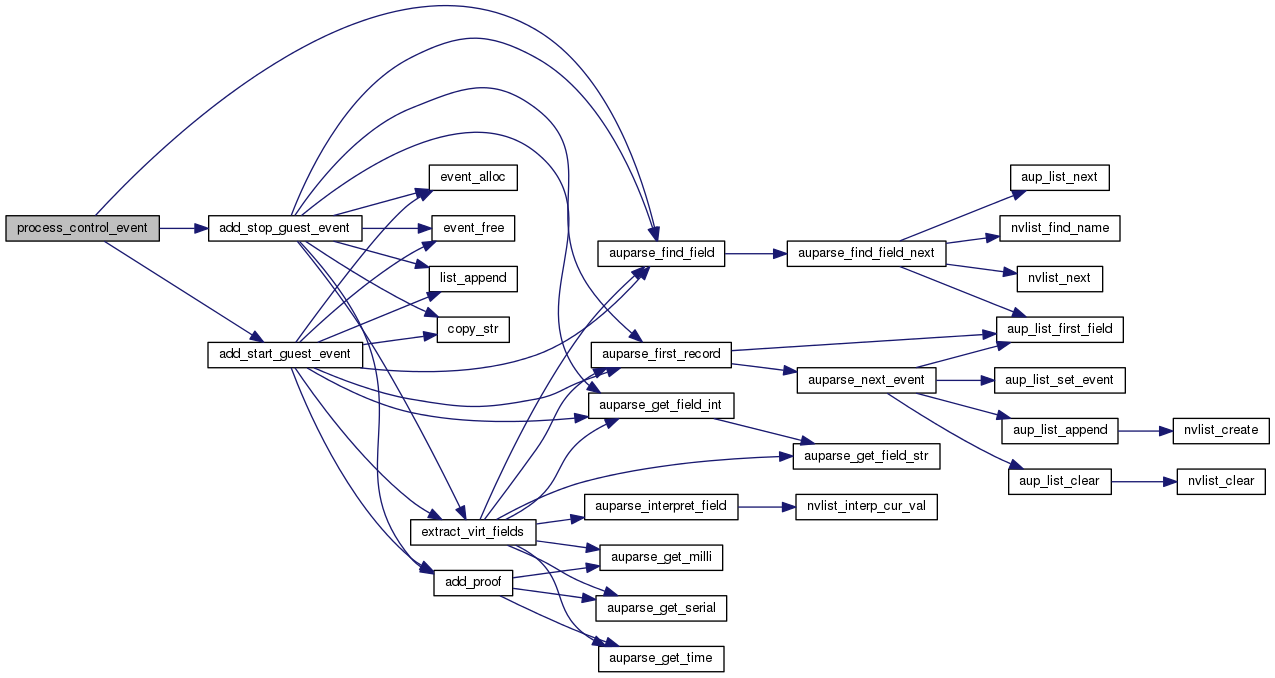 process_control_event
add_stop_guest_event
add_start_guest_event
event_alloc
event_free
list_append
copy_str
extract_virt_fields
add_proof
auparse_find_field
auparse_first_record
auparse_get_field_int
auparse_interpret_field
auparse_get_milli
auparse_get_serial
auparse_get_time
auparse_find_field_next
auparse_next_event
auparse_get_field_str
nvlist_interp_cur_val
aup_list_next
nvlist_find_name
nvlist_next
aup_list_first_field
aup_list_set_event
aup_list_append
aup_list_clear
nvlist_create
nvlist_clear